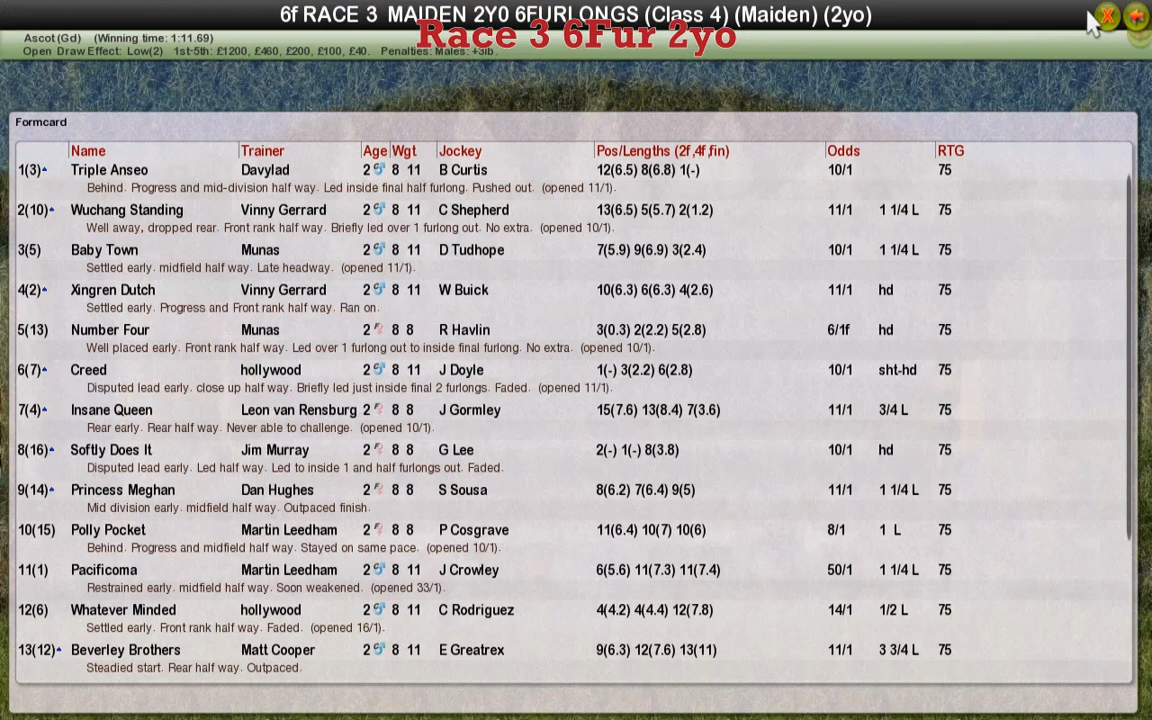 6f RACE 3 MAIDEN 2Y0 6FURLONGS (Class 4) (Maiden) (2yo)
Race 3 6Fur 2yo
Ascot(Gd) (Winning time: 1:11.69)
Open Draw Effect: Low(2) 1st-5th: £1200, £460, £200, £100, £40. Penalties: Males: +3lb.
Formcard
Name Trainer Age Wgt Jockey Pos/Lengths (2f,4f,fin) Odds RTG
1(3) Triple Anseo Davylad 2 8 11 B Curtis 12(6.5) 8(6.8) 1(-) 10/1 75
Behind. Progress and mid-division half way. Led inside final half furlong. Pushed out. (opened 11/1).
2(10) Wuchang Standing Vinny Gerrard 2 8 11 C Shepherd 13(6.5) 5(5.7) 2(1.2) 11/1 1 1/4 L 75
Well away, dropped rear. Front rank half way. Briefly led over 1 furlong out. No extra. (opened 10/1).
3(5) Baby Town Munas 2 8 11 D Tudhope 7(5.9) 9(6.9) 3(2.4) 10/1 1 1/4 L 75
Settled early. midfield half way. Late headway. (opened 11/1).
4(2) Xingren Dutch Vinny Gerrard 2 8 11 W Buick 10(6.3) 6(6.3) 4(2.6) 11/1 hd 75
Settled early. Progress and Front rank half way. Ran on.
5(13) Number Four Munas 2 8 8 R Havlin 3(0.3) 2(2.2) 5(2.8) 6/1f hd 75
Well placed early. Front rank half way. Led over 1 furlong out to inside final furlong. No extra. (opened 10/1).
6(7) Creed hollywood 2 8 11 J Doyle 1(-) 3(2.2) 6(2.8) 10/1 sht-hd 75
Disputed lead early. close up half way. Briefly led just inside final 2 furlongs. Faded. (opened 11/1).
7(4) Insane Queen Leon van Rensburg 2 8 8 J Gormley 15(7.6) 13(8.4) 7(3.6) 11/1 3/4 L 75
Rear early. Rear half way. Never able to challenge. (opened 10/1).
8(16) Softly Does It Jim Murray 2 8 8 G Lee 2(-) 1(-) 8(3.8) 10/1 hd 75
Disputed lead early. Led half way. Led to inside 1 and half furlongs out. Faded.
9(14) Princess Meghan Dan Hughes 2 8 8 S Sousa 8(6.2) 7(6.4) 9(5) 11/1 1 1/4 L 75
Mid division early. midfield half way. Outpaced finish.
10(15) Polly Pocket Martin Leedham 2 8 8 P Cosgrave 11(6.4) 10(7) 10(6) 8/1 1 L 75
Behind. Progress and midfield half way. Stayed on same pace. (opened 10/1).
11(1) Pacificoma Martin Leedham 2 8 11 J Crowley 6(5.6) 11(7.3) 11(7.4) 50/1 1 1/4 L 75
Restrained early. midfield half way. Soon weakened. (opened 33/1).
12(6) Whatever Minded hollywood 2 8 11 C Rodriguez 4(4.2) 4(4.4) 12(7.8) 14/1 1/2 L 75
Settled early. Front rank half way. Faded. (opened 16/1).
13(12) Beverley Brothers Matt Cooper 2 8 11 E Greatrex 9(6.3) 12(7.6) 13(11) 11/1 3 3/4 L 75
Steadied start. Rear half way. Outpaced.